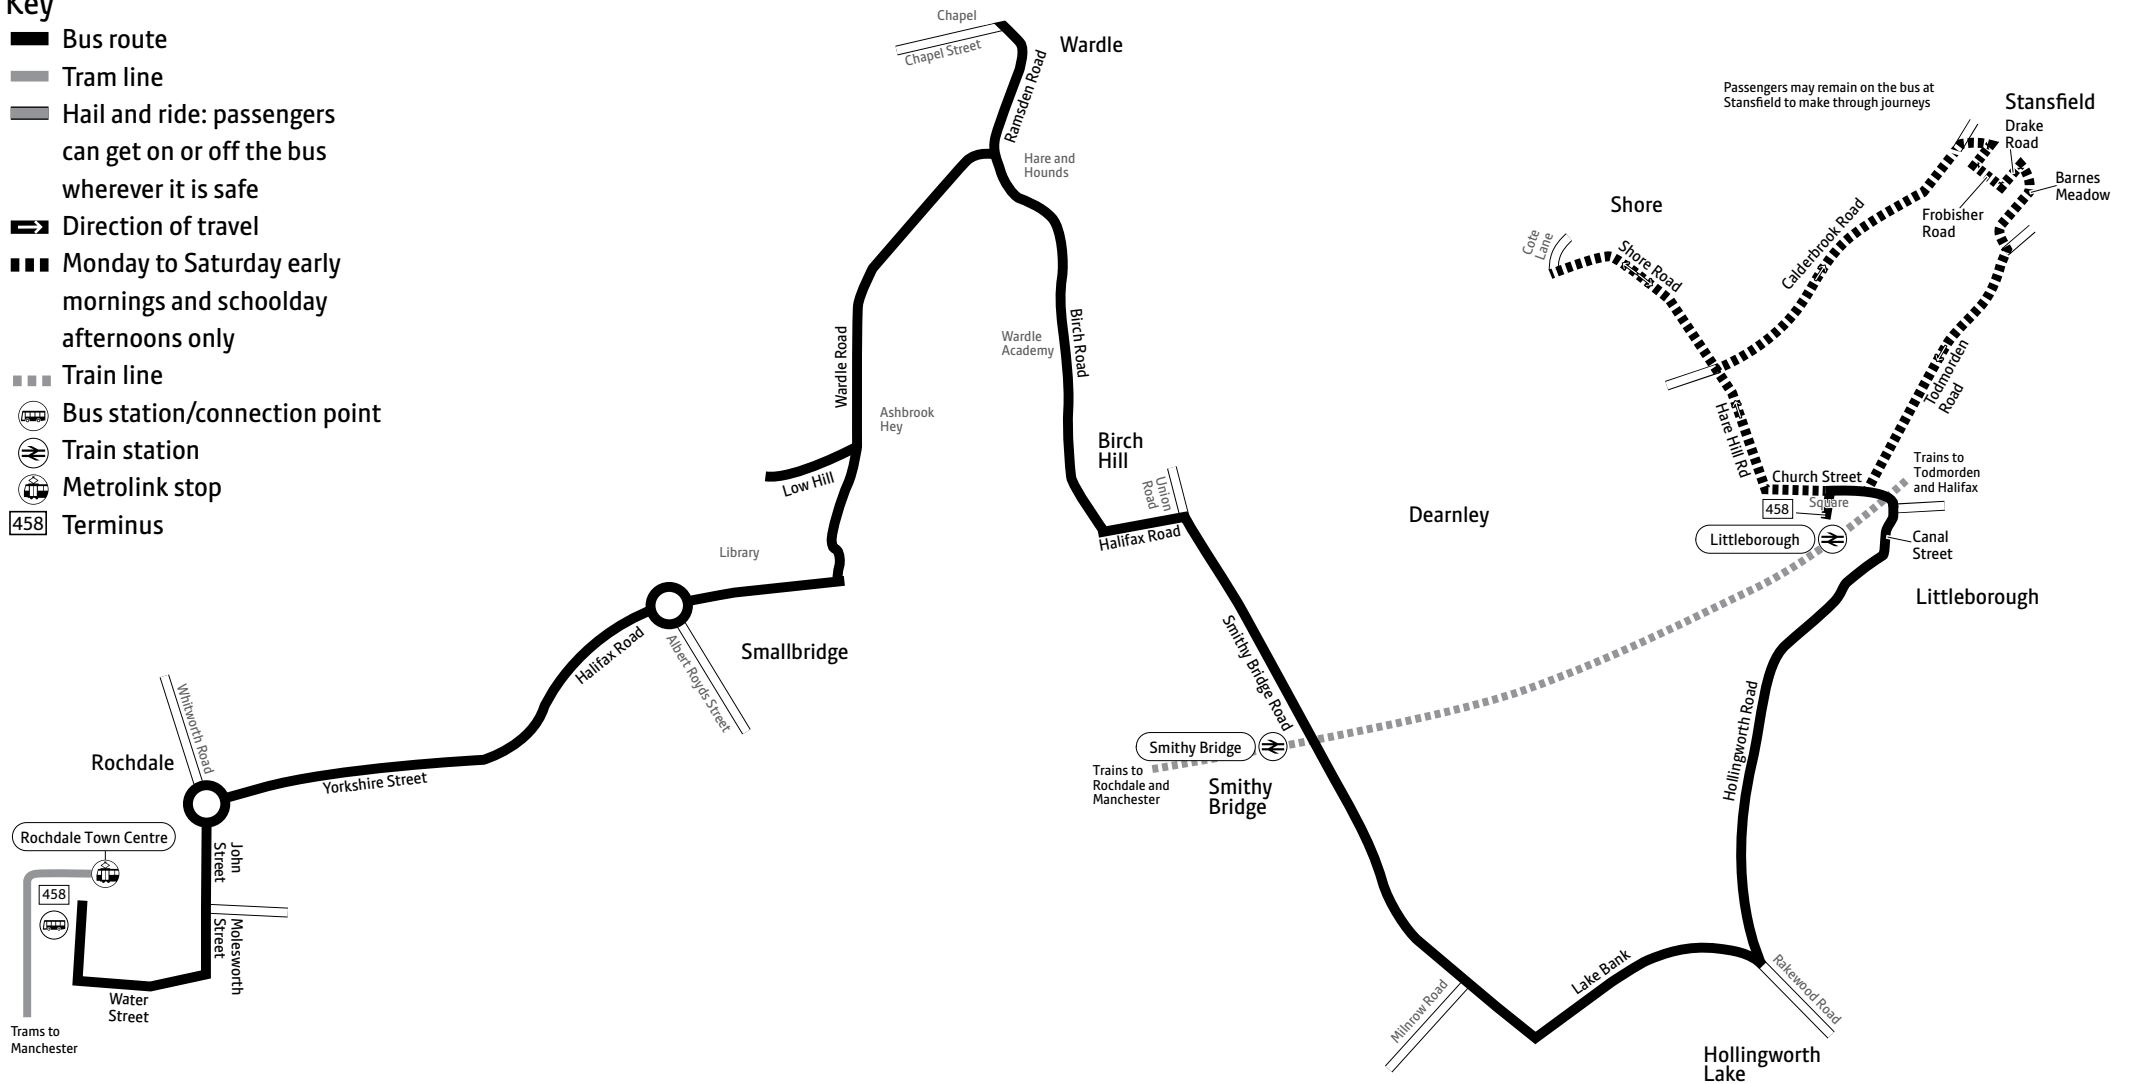 Key
Bus route
Tram line
Hail and ride: passengers
can get on or off the bus
wherever it is safe
Direction of travel
Monday to Saturday early
mornings and schoolday
afternoons only
Train line
Bus station/connection point
Train station
Metrolink stop
458 Terminus
Chapel
Chapel Street
Wardle
Ramsden Road
Hare and
Hounds
Wardle Road
Wardle
Academy
Birch Road
Ashbrook
Hey
Low Hill
Library
Birch
Hill
Union
Road
Halifax Road
Dearnley
Smallbridge
Halifax Road
Albert Royds Street
Whitworth Road
Rochdale
Yorkshire Street
Rochdale Town Centre
John
Street
458
Molesworth
Street
Water
Street
Trams to
Manchester
Smithy Bridge Road
Smithy Bridge
Trains to
Rochdale and
Manchester
Smithy
Bridge
Milnrow Road
Lake Bank
Rakewood Road
Hollingworth
Lake
Hollingworth Road
Passengers may remain on the bus at
Stansfield to make through journeys
Stansfield
Drake
Road
Barnes
Meadow
Frobisher
Road
Shore
Cote
Lane
Shore Road
Calderbrook Road
Todmorden
Road
Hare Hill Rd
Church Street
Trains to
Todmorden
and Halifax
Square
458
Littleborough
Canal
Street
Littleborough